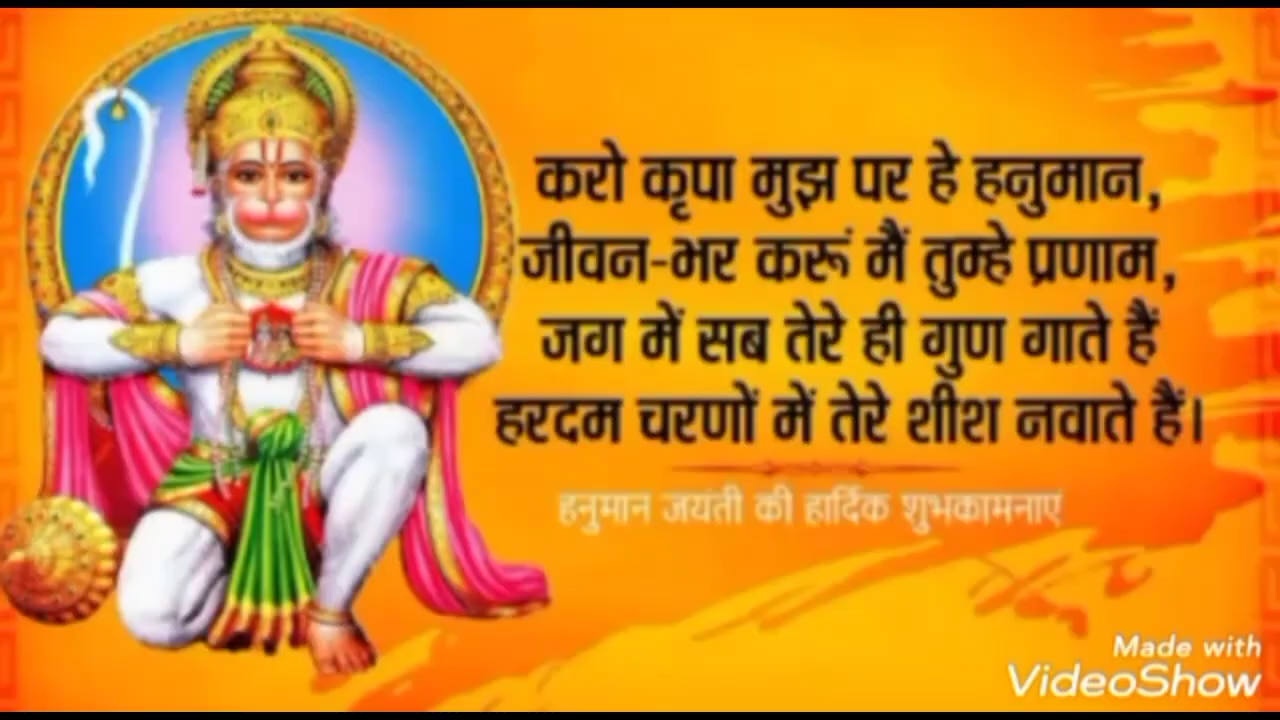 करो कृपा मुझ पर हे हनुमान,
जीवन-भर करूं मैं तुम्हे प्रणाम,
जग में सब तेरे ही गुण गाते हैं
हरदम चरणों में तेरे शीश नवाते हैं।
हनुमान जयंती की हार्दिक शुभकामनाएं
Made with
VideoShow